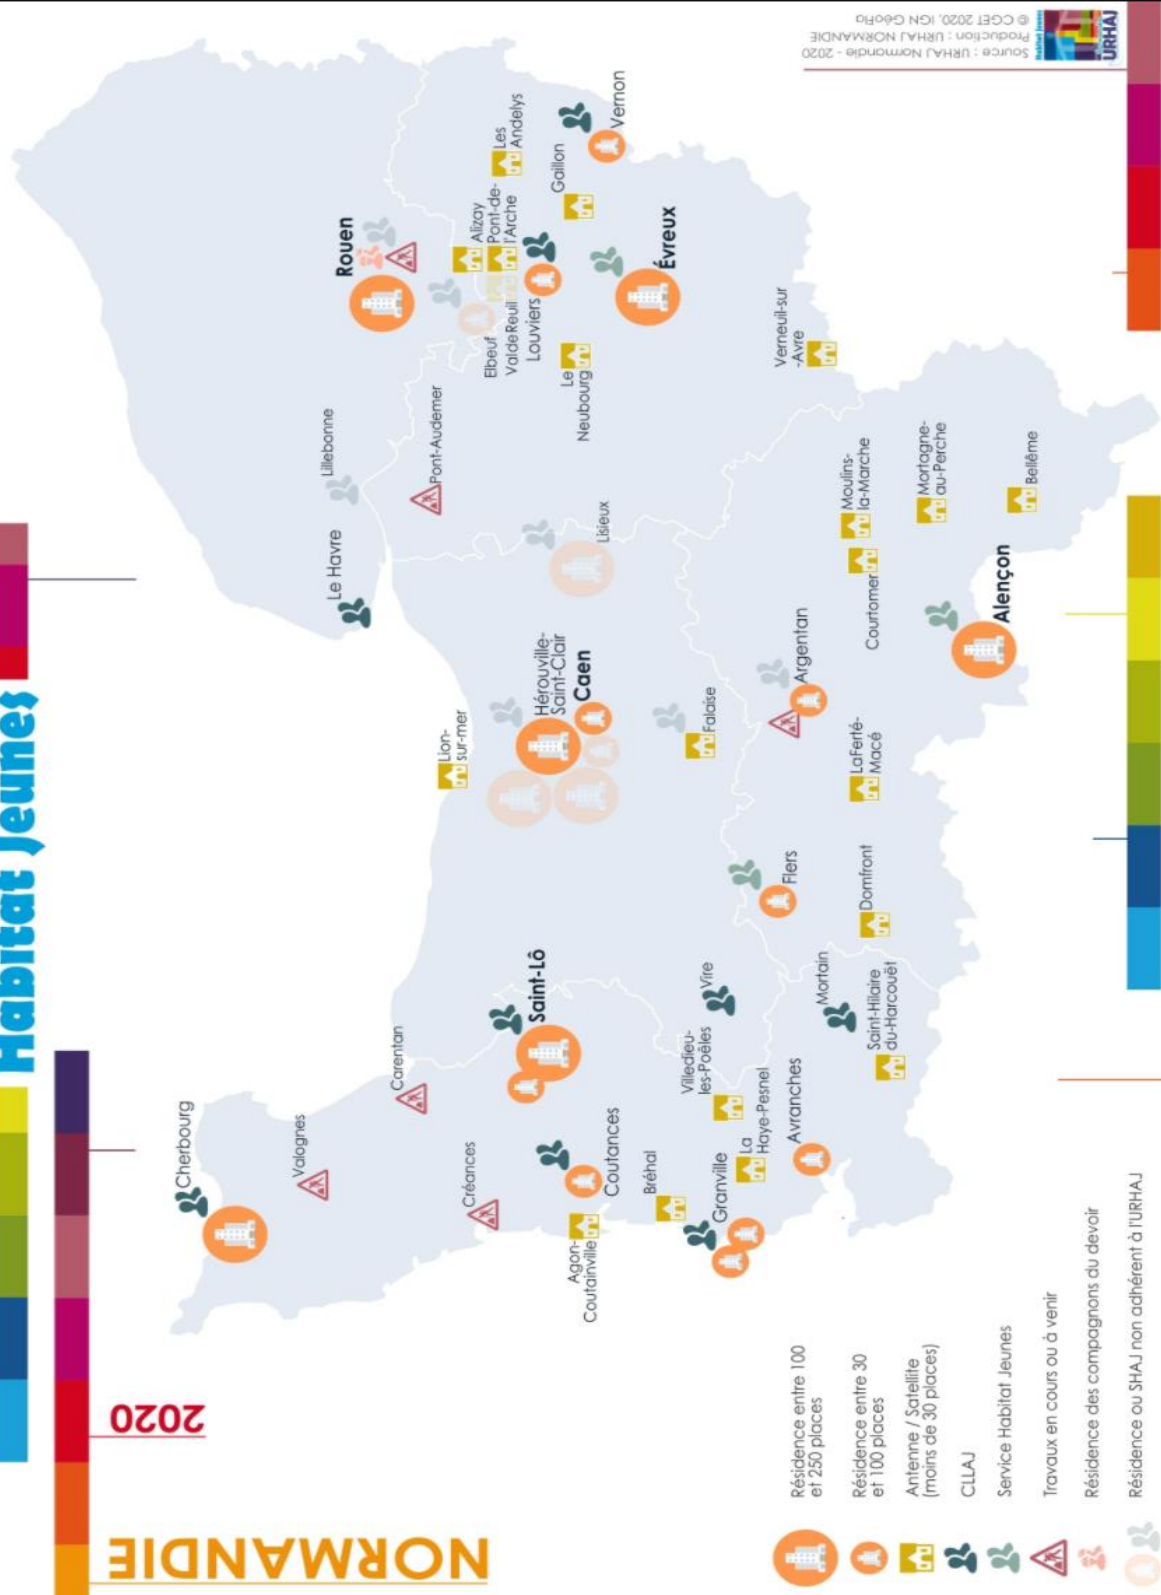 Habitat Jeunes
NORMANDIE
2020
Cherbourg
Valognes
Carentan
Créances
Saint-Lô
Coutances
Agon-
Coutainville
Bréhal
Granville
La
Haye-Pesnel
Villedieu-
les-Poêles
Avranches
Vire
Mortain
Saint-Hilaire
du-Harcouët
Lion-
sur-mer
Hérouville-
Saint-Clair
Caen
Falaise
Lisieux
Flers
Domfront
LaFerté-
Macé
Argentan
Courtomer
Moulins-
la-Marche
Mortagne-
au-Perche
Bellême
Alençon
Le Havre
Lillebonne
Pont-Audemer
Rouen
Elbeuf
ValdeReuil
Louviers
Alizay
Pont-de-
l'Arche
Les
Andelys
Gaillon
Vernon
Le
Neubourg
Évreux
Verneuil-sur
-Avre
Résidence entre 100
et 250 places
Résidence entre 30
et 100 places
Antenne / Satellite
(moins de 30 places)
CLLAJ
Service Habitat Jeunes
Travaux en cours ou à venir
Résidence des compagnons du devoir
Résidence ou SHAJ non adhérent à l'URHAJ
Source : URHAJ Normandie - 2020
Production : URHAJ NORMANDIE
© CGET 2020, IGN Géofla
Habitat Jeunes
URHAJ